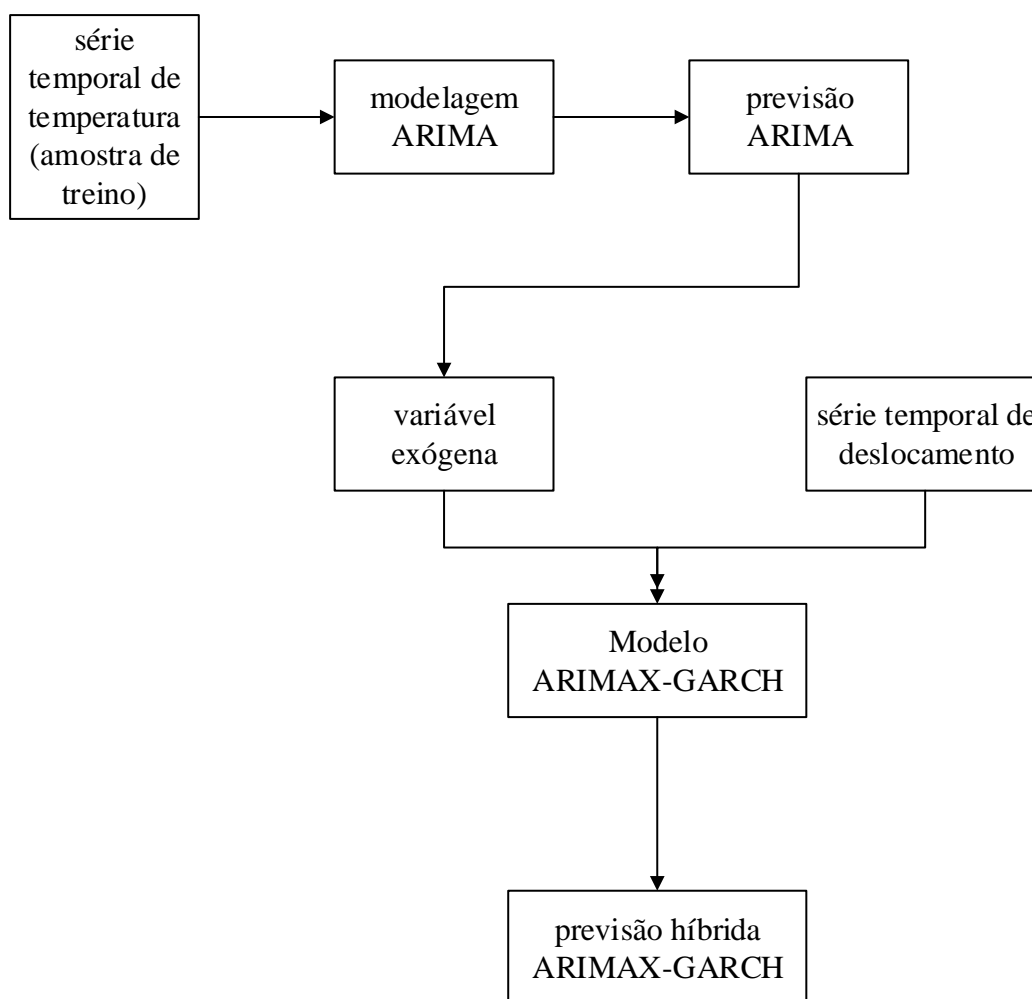 série
temporal de
temperatura
(amostra de
treino)
modelagem
ARIMA
previsão
ARIMA
variável
exógena
série temporal de
deslocamento
Modelo
ARIMAX-GARCH
previsão híbrida
ARIMAX-GARCH